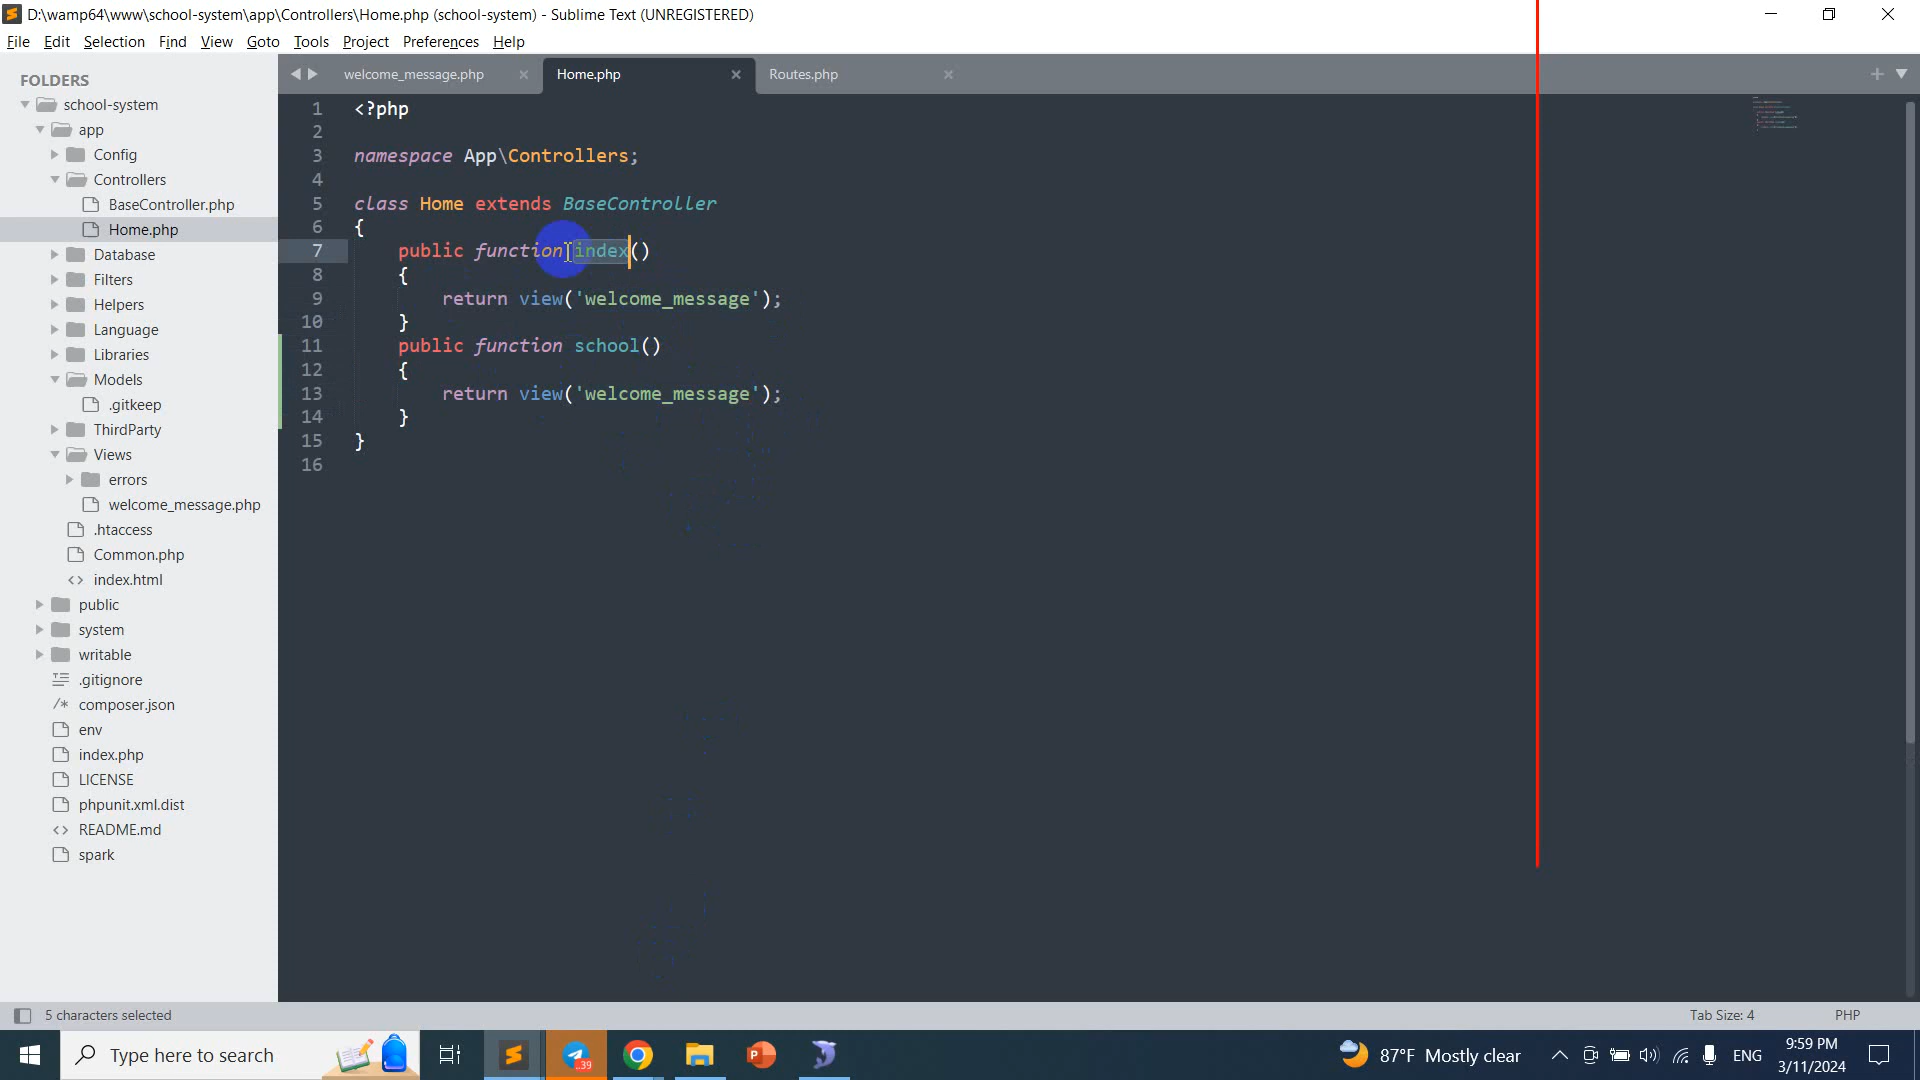 D:\wamp64\www\school-system\app\Controllers\Home.php (school-system) - Sublime Text (UNREGISTERED)
File Edit Selection Find View Goto Tools Project Preferences Help
FOLDERS
school-system
app
Config
Controllers
BaseController.php
Home.php
Database
Filters
Helpers
Language
Libraries
Models
.gitkeep
ThirdParty
Views
errors
welcome_message.php
.htaccess
Common.php
<> index.html
public
system
writable
.gitignore
/* composer.json
env
index.php
LICENSE
phpunit.xml.dist
<> README.md
spark
welcome_message.php Home.php Routes.php
1 <?php
2
3 namespace App\Controllers;
4
5 class Home extends BaseController
6 {
7 public function index()
8 {
9 return view('welcome_message');
10 }
11 public function school()
12 {
13 return view('welcome_message');
14 }
15 }
16
5 characters selected Tab Size: 4 PHP
Type here to search ..39 87°F Mostly clear ENG 9:59 PM
3/11/2024